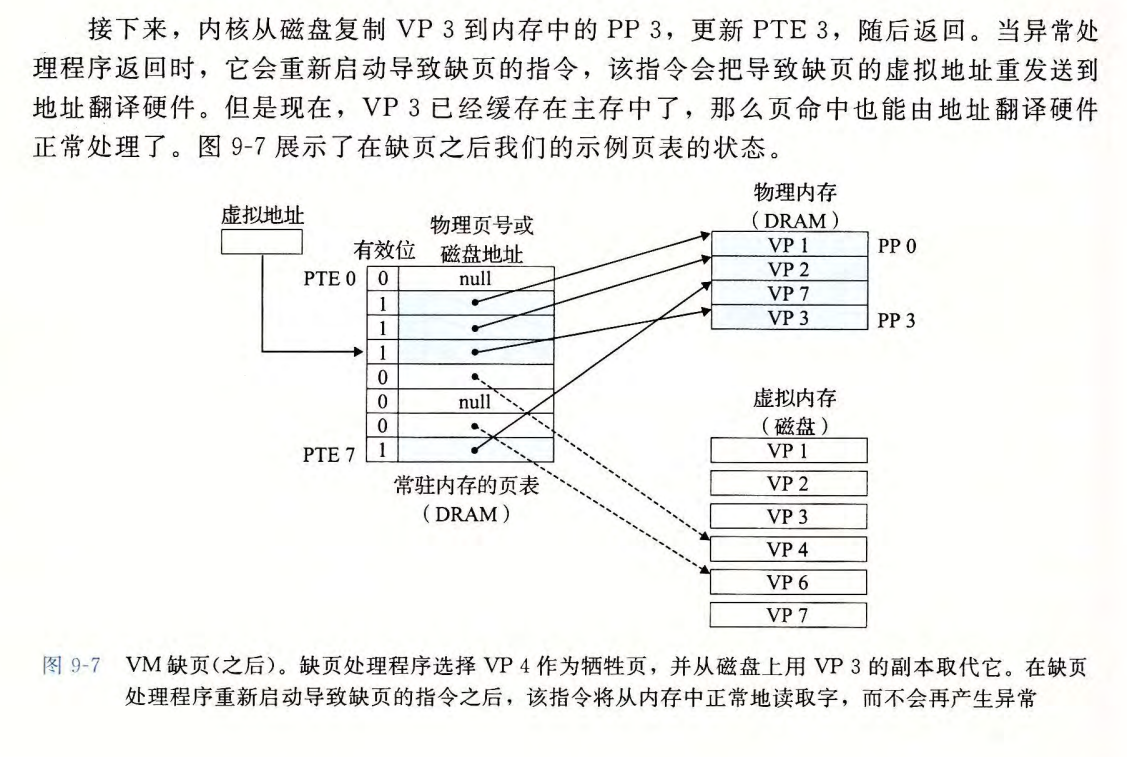 接下来，内核从磁盘复制 VP 3 到内存中的 PP 3，更新 PTE 3，随后返回。当异常处
理程序返回时，它会重新启动导致缺页的指令，该指令会把导致缺页的虚拟地址重发送到
地址翻译硬件。但是现在，VP 3 已经缓存在主存中了，那么页命中也能由地址翻译硬件
正常处理了。图 9-7 展示了在缺页之后我们的示例页表的状态。
虚拟地址
有效位
物理页号或
磁盘地址
PTE 0
0
null
1
1
1
0
0
null
0
PTE 7
1
常驻内存的页表
（DRAM）
物理内存
（DRAM）
VP 1
PP 0
VP 2
VP 7
VP 3
PP 3
虚拟内存
（磁盘）
VP 1
VP 2
VP 3
VP 4
VP 6
VP 7
图 9-7 VM 缺页(之后)。缺页处理程序选择 VP 4 作为牺牲页，并从磁盘上用 VP 3 的副本取代它。在缺页
处理程序重新启动导致缺页的指令之后，该指令将从内存中正常地读取字，而不会再产生异常